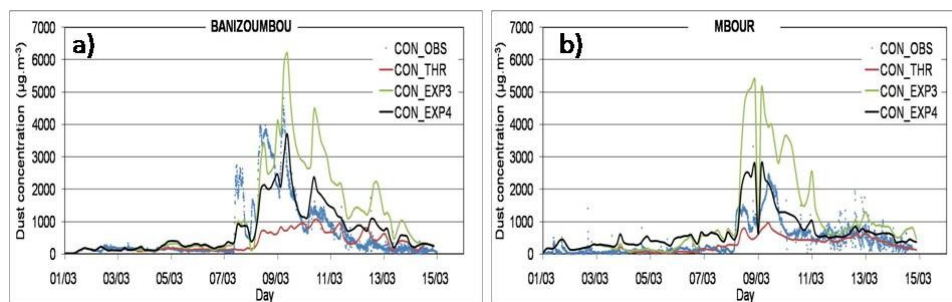 BANIZOUMBOU
a)
Dust concentration (µg.m⁻³)
7000
6000
5000
4000
3000
2000
1000
0
CON_OBS
CON_THR
CON_EXP3
CON_EXP4
01/03 03/03 05/03 07/03 09/03 11/03 13/03 15/03
Day
MBOUR
b)
Dust concentration (µg.m⁻³)
7000
6000
5000
4000
3000
2000
1000
0
CON_OBS
CON_THR
CON_EXP3
CON_EXP4
01/03 03/03 05/03 07/03 09/03 11/03 13/03 15/03
Day